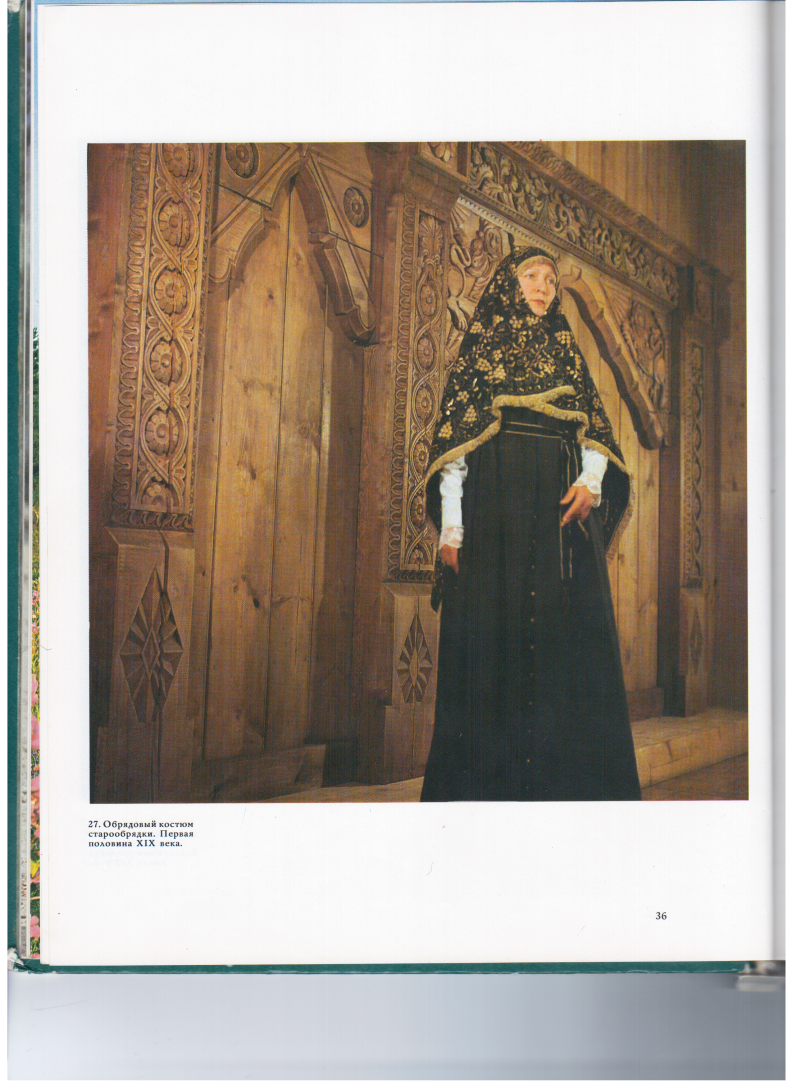 27. Обрядовый костюм
старообрядки. Первая
половина XIX века.
36